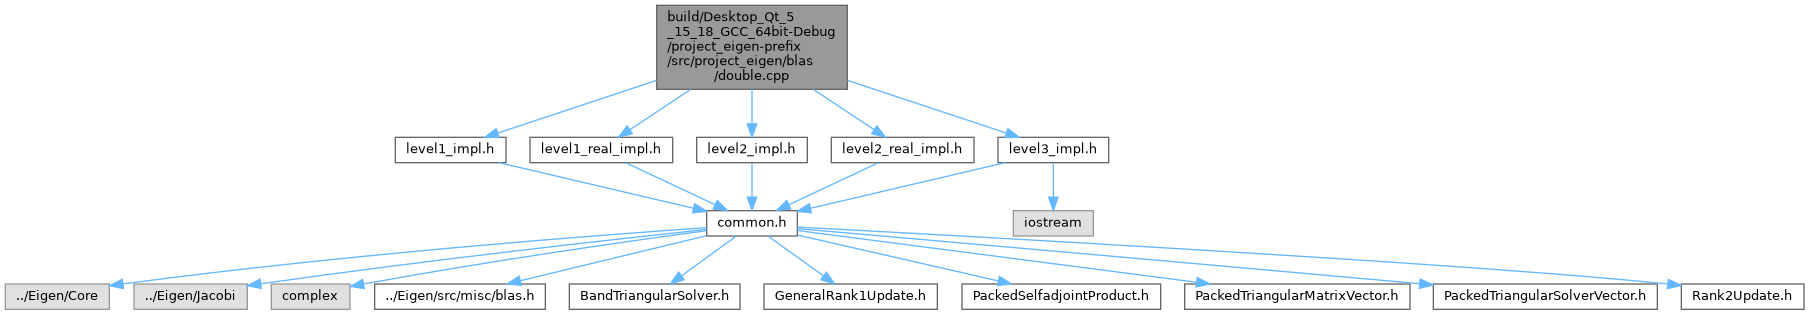 build/Desktop_Qt_5
_15_18_GCC_64bit-Debug
/project_eigen-prefix
/src/project_eigen/blas
/double.cpp
level1_impl.h
level1_real_impl.h
level2_impl.h
level2_real_impl.h
level3_impl.h
common.h
iostream
../Eigen/Core
../Eigen/Jacobi
complex
../Eigen/src/misc/blas.h
BandTriangularSolver.h
GeneralRank1Update.h
PackedSelfadjointProduct.h
PackedTriangularMatrixVector.h
PackedTriangularSolverVector.h
Rank2Update.h